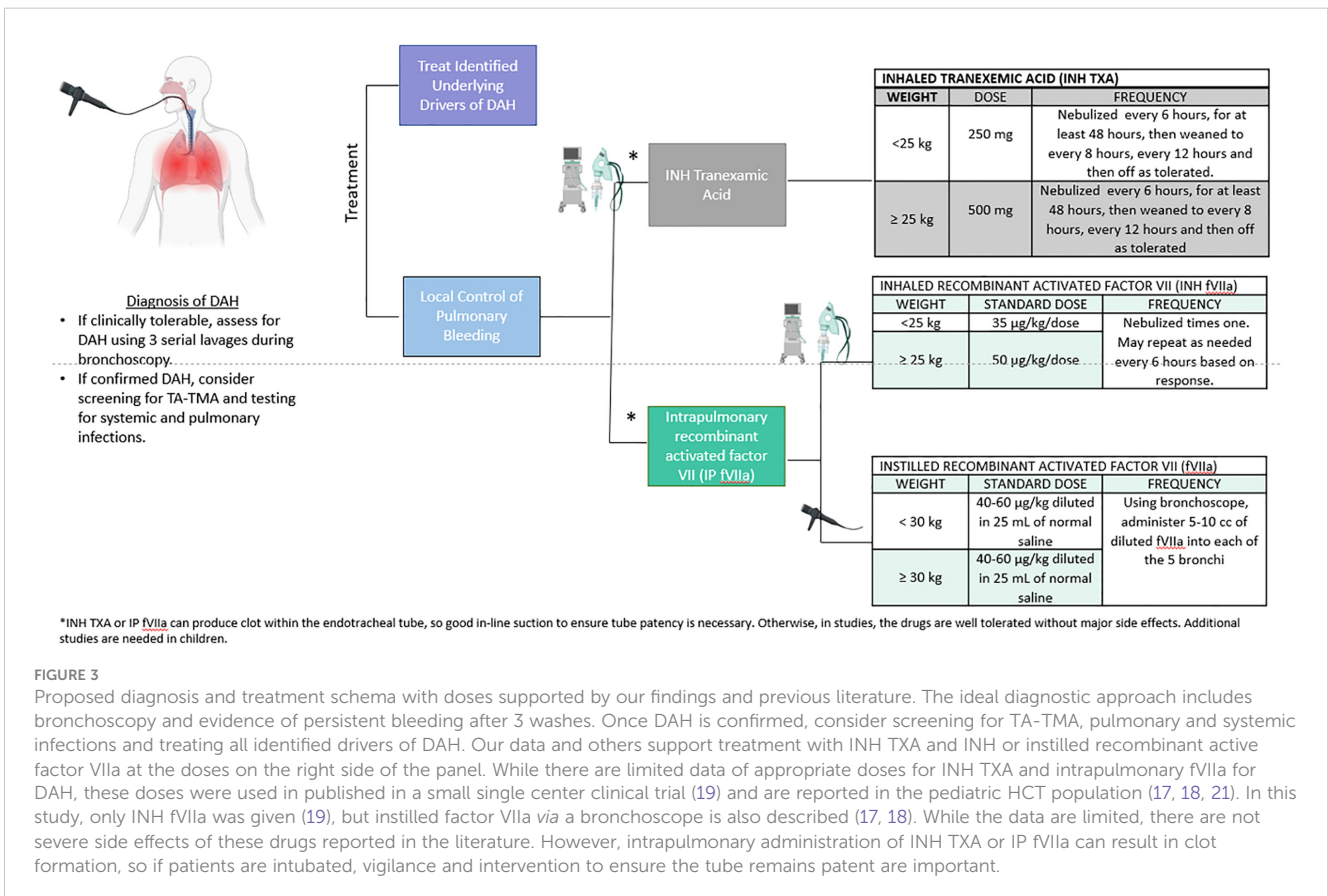 Treat Identified
Underlying
Drivers of DAH
Treatment
Local Control of
Pulmonary
Bleeding
Diagnosis of DAH
• If clinically tolerable, assess for
DAH using 3 serial lavages during
bronchoscopy.
• If confirmed DAH, consider
screening for TA-TMA and testing
for systemic and pulmonary
infections.
*
INH Tranexamic
Acid
*
Intrapulmonary
recombinant
activated factor
VII (IP fVIIa)
INHALED TRANEXEMIC ACID (INH TXA)
WEIGHT DOSE FREQUENCY
<25 kg 250 mg Nebulized every 6 hours, for at
least 48 hours, then weaned to
every 8 hours, every 12 hours and
then off as tolerated.
≥ 25 kg 500 mg Nebulized every 6 hours, for at least
48 hours, then weaned to every 8
hours, every 12 hours and then off
as tolerated
INHALED RECOMBINANT ACTIVATED FACTOR VII (INH fVIIa)
WEIGHT STANDARD DOSE FREQUENCY
<25 kg 35 µg/kg/dose Nebulized times one.
May repeat as needed
≥ 25 kg 50 µg/kg/dose every 6 hours based on
response.
INSTILLED RECOMBINANT ACTIVATED FACTOR VII (fVIIa)
WEIGHT STANDARD DOSE FREQUENCY
< 30 kg 40-60 µg/kg diluted
in 25 mL of normal
saline
Using bronchoscope,
administer 5-10 cc of
diluted fVIIa into each of
the 5 bronchi
≥ 30 kg 40-60 µg/kg diluted
in 25 mL of normal
saline
*INH TXA or IP fVIIa can produce clot within the endotracheal tube, so good in-line suction to ensure tube patency is necessary. Otherwise, in studies, the drugs are well tolerated without major side effects. Additional
studies are needed in children.
FIGURE 3
Proposed diagnosis and treatment schema with doses supported by our findings and previous literature. The ideal diagnostic approach includes
bronchoscopy and evidence of persistent bleeding after 3 washes. Once DAH is confirmed, consider screening for TA-TMA, pulmonary and systemic
infections and treating all identified drivers of DAH. Our data and others support treatment with INH TXA and INH or instilled recombinant active
factor VIIa at the doses on the right side of the panel. While there are limited data of appropriate doses for INH TXA and intrapulmonary fVIIa for
DAH, these doses were used in published in a small single center clinical trial (19) and are reported in the pediatric HCT population (17, 18, 21). In this
study, only INH fVIIa was given (19), but instilled factor VIIa via a bronchoscope is also described (17, 18). While the data are limited, there are not
severe side effects of these drugs reported in the literature. However, intrapulmonary administration of INH TXA or IP fVIIa can result in clot
formation, so if patients are intubated, vigilance and intervention to ensure the tube remains patent are important.